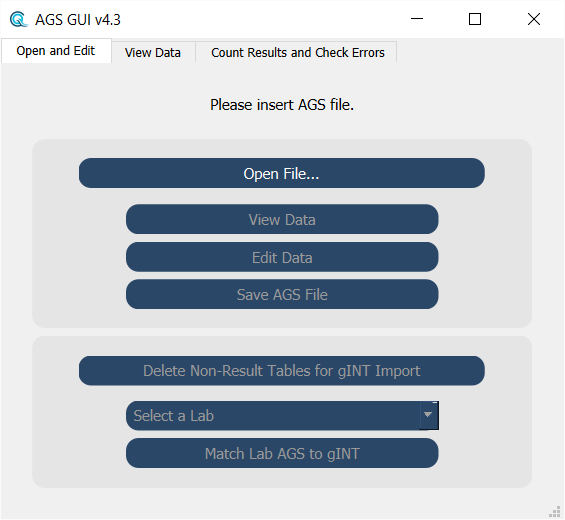 AGS GUI v4.3
Open and Edit View Data Count Results and Check Errors
Please insert AGS file.
Open File...
View Data
Edit Data
Save AGS File
Delete Non-Result Tables for gINT Import
Select a Lab
Match Lab AGS to gINT